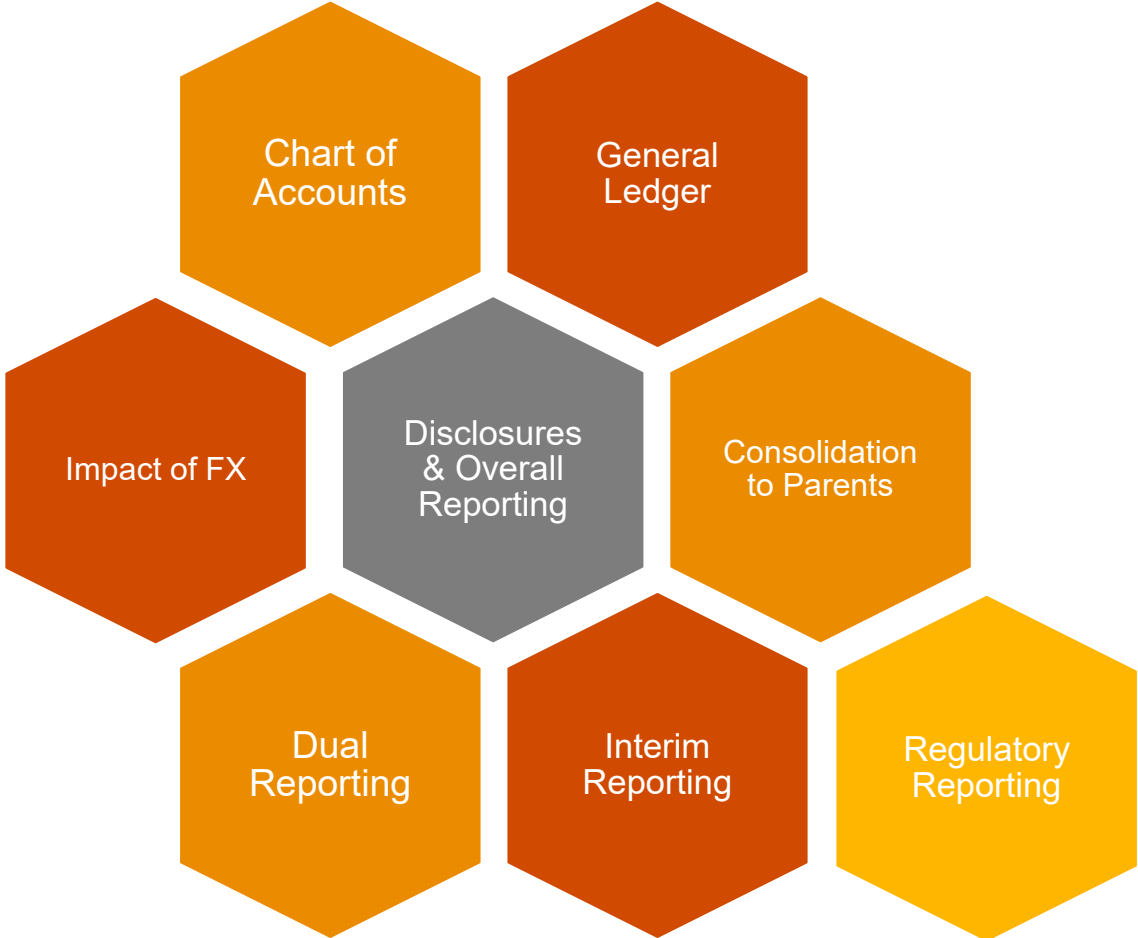 Chart of
Accounts
General
Ledger
Impact of FX
Disclosures
& Overall
Reporting
Consolidation
to Parents
Dual
Reporting
Interim
Reporting
Regulatory
Reporting